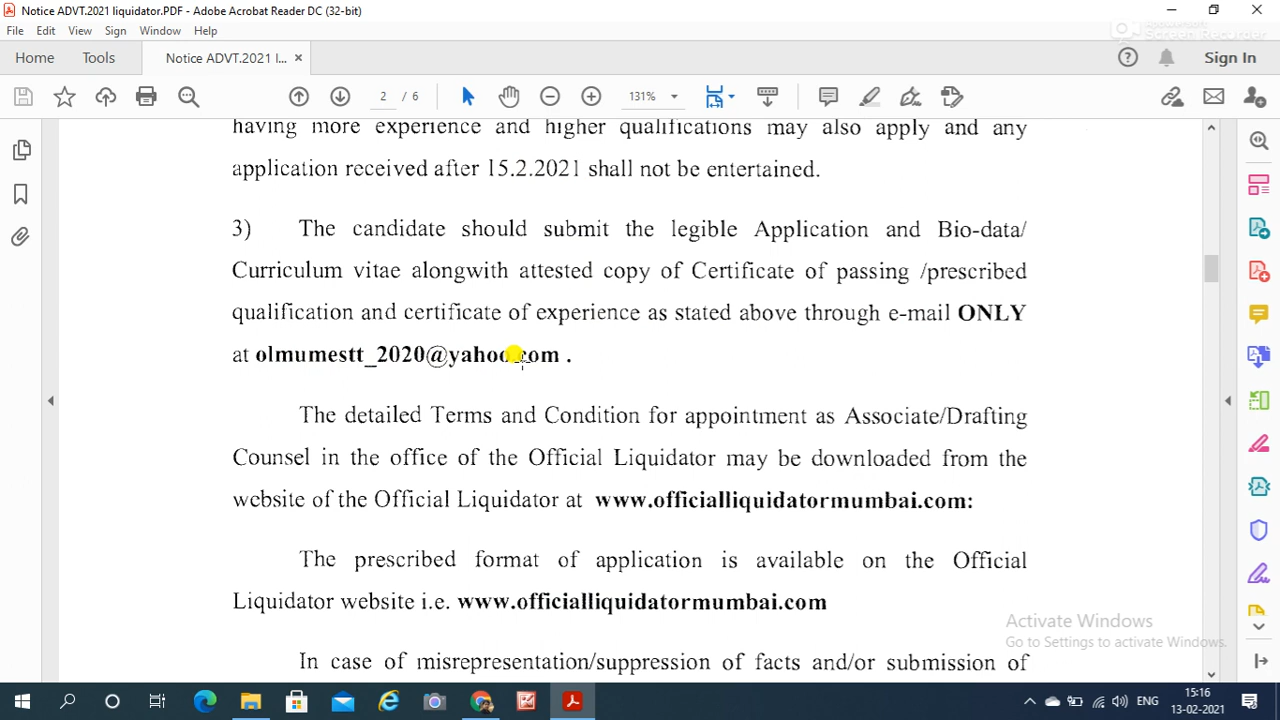 Notice ADVT.2021 liquidator.PDF - Adobe Acrobat Reader DC (32-bit)
File Edit View Sign Window Help
Home Tools Notice ADVT.2021 l... × Sign In
2 / 6 131%
having more experience and higher qualifications may also apply and any
application received after 15.2.2021 shall not be entertained.
3) The candidate should submit the legible Application and Bio-data/
Curriculum vitae alongwith attested copy of Certificate of passing /prescribed
qualification and certificate of experience as stated above through e-mail ONLY
at olmumestt_2020@yahoo.com .
The detailed Terms and Condition for appointment as Associate/Drafting
Counsel in the office of the Official Liquidator may be downloaded from the
website of the Official Liquidator at www.officialliquidatormumbai.com:
The prescribed format of application is available on the Official
Liquidator website i.e. www.officialliquidatormumbai.com
In case of misrepresentation/suppression of facts and/or submission of
Activate Windows
Go to Settings to activate Windows.
ENG 15:16
13-02-2021